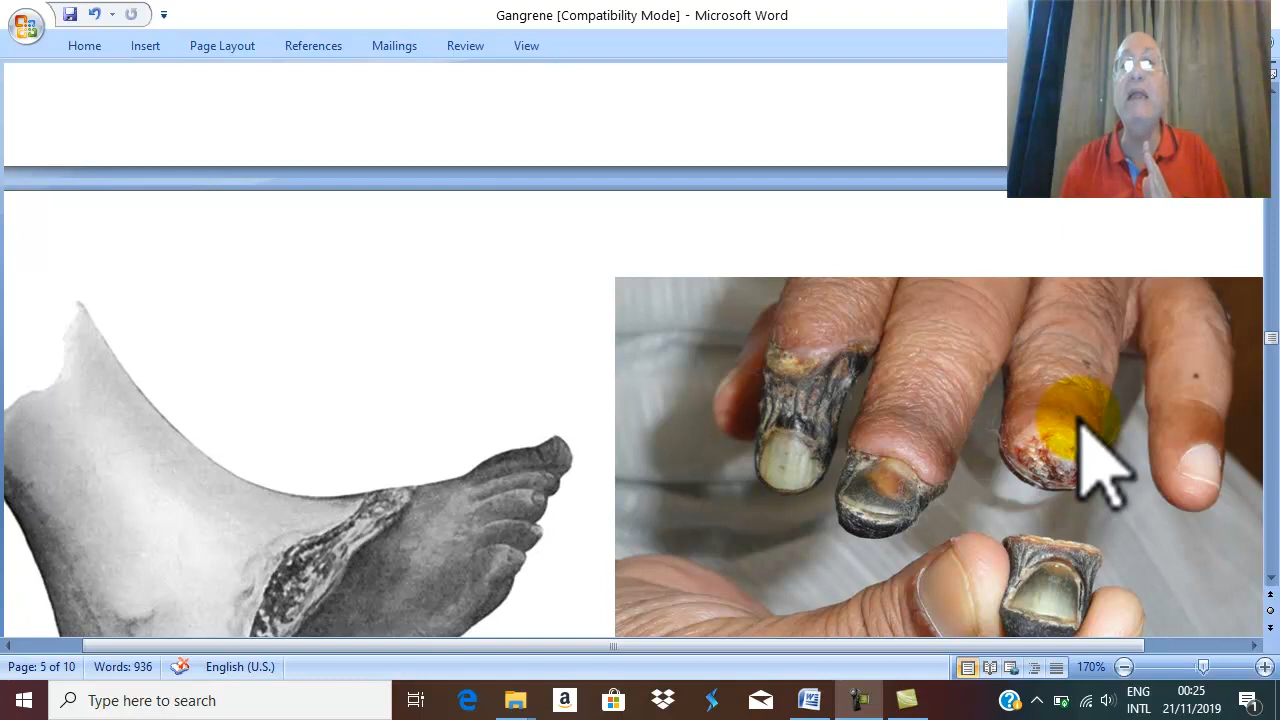 Gangrene [Compatibility Mode] - Microsoft Word
Home Insert Page Layout References Mailings Review View
Page: 5 of 10 Words: 936 English (U.S.) 170%
Type here to search
ENG 00:25
INTL 21/11/2019 1